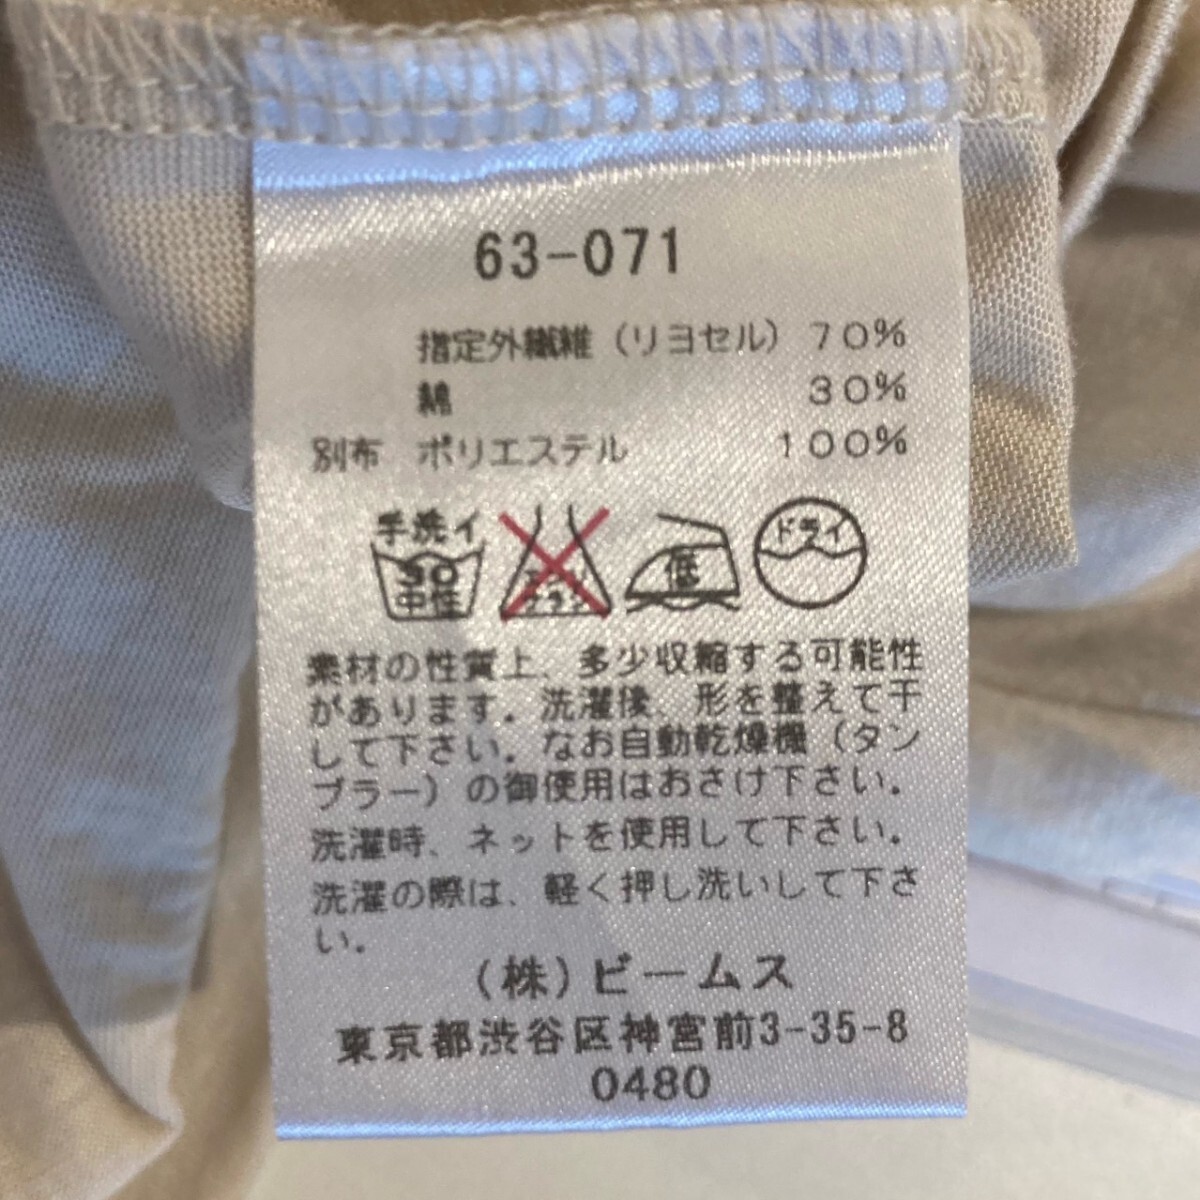 63-071
指定外繊維（リヨセル）70%
綿 30%
別布 ポリエステル 100%
手洗イ
30
中性
エンソ
サラシ
低
ドライ
素材の性質上、多少収縮する可能性
があります。洗濯後、形を整えて干
して下さい。なお自動乾燥機（タン
ブラー）の御使用はおさけ下さい。
洗濯時、ネットを使用して下さい。
洗濯の際は、軽く押し洗いして下さ
い。
（株）ビームス
東京都渋谷区神宮前3-35-8
0480